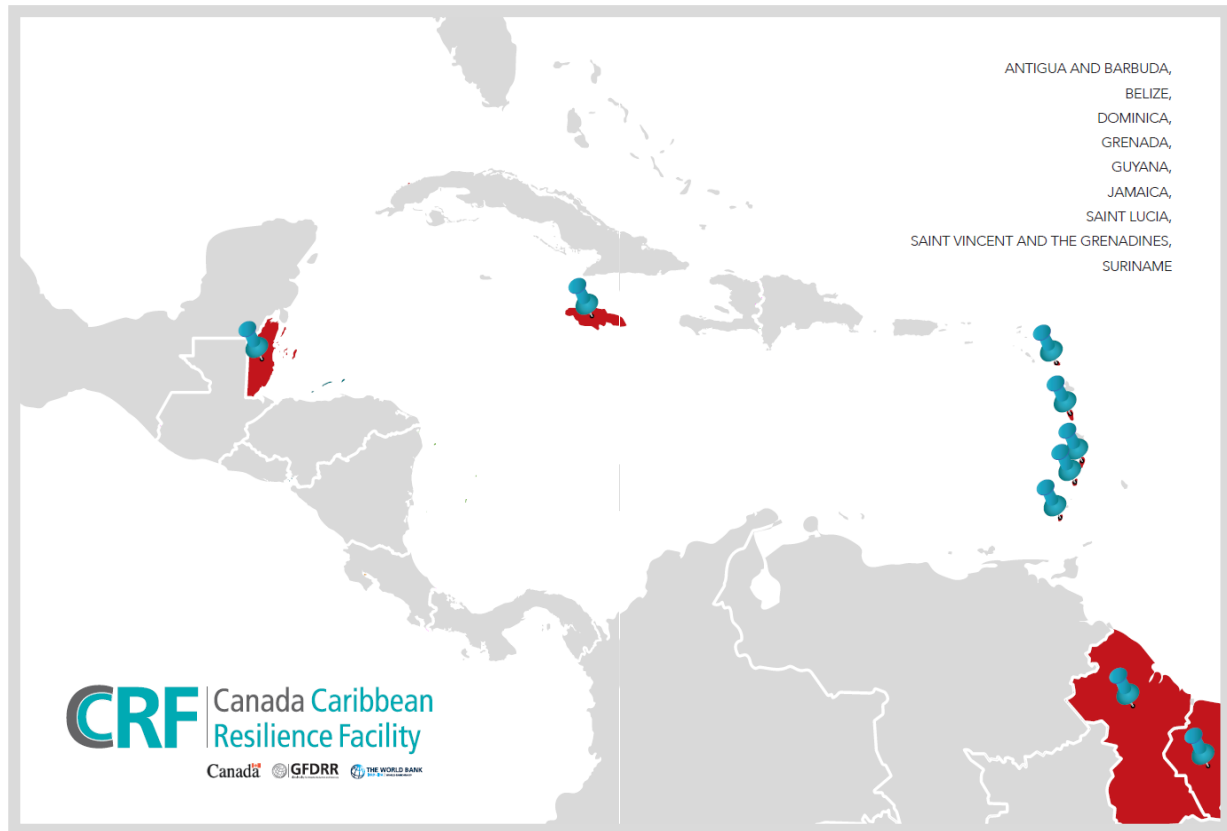 ANTIGUA AND BARBUDA,
BELIZE,
DOMINICA,
GRENADA,
GUYANA,
JAMAICA,
SAINT LUCIA,
SAINT VINCENT AND THE GRENADINES,
SURINAME
CCRF Canada Caribbean
Resilience Facility
Canada GFDRR THE WORLD BANK